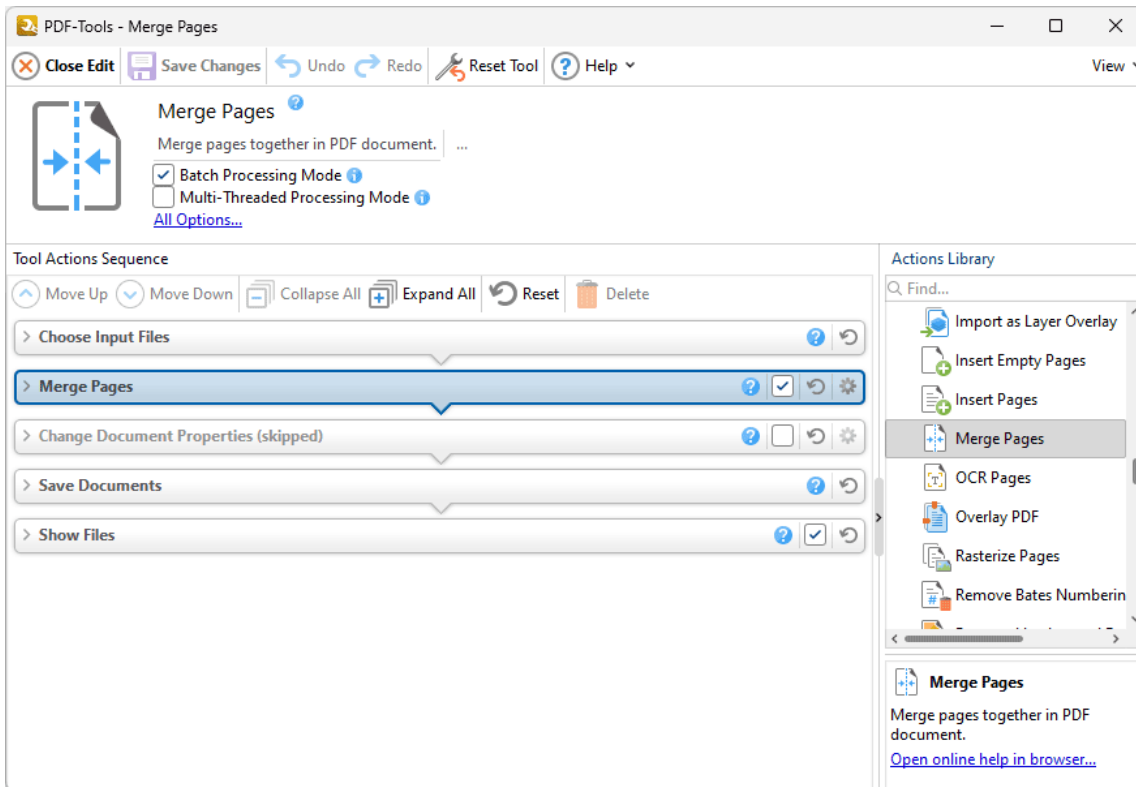 PDF-Tools - Merge Pages
Close Edit Save Changes Undo Redo Reset Tool Help View
Merge Pages
Merge pages together in PDF document. ...
Batch Processing Mode
Multi-Threaded Processing Mode
All Options...
Tool Actions Sequence
Move Up Move Down Collapse All Expand All Reset Delete
Choose Input Files
Merge Pages
Change Document Properties (skipped)
Save Documents
Show Files
Actions Library
Find...
Import as Layer Overlay
Insert Empty Pages
Insert Pages
Merge Pages
OCR Pages
Overlay PDF
Rasterize Pages
Remove Bates Numberin
Merge Pages
Merge pages together in PDF
document.
Open online help in browser...